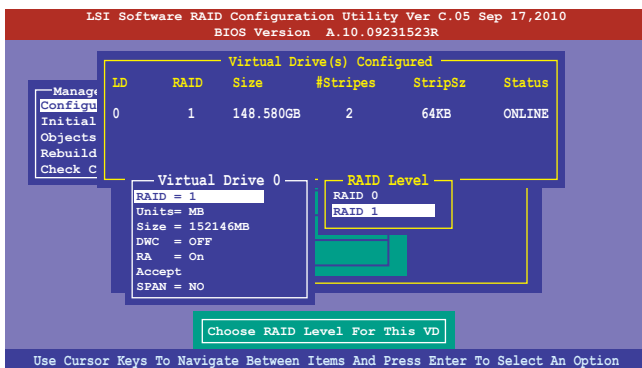 LSI Software RAID Configuration Utility Ver C.05 Sep 17,2010
BIOS Version A.10.09231523R
Virtual Drive(s) Configured
LD RAID Size #Stripes StripSz Status
0 1 148.580GB 2 64KB ONLINE
Manage
Configu
Initial
Objects
Rebuild
Check C
Virtual Drive 0
RAID = 1
Units= MB
Size = 152146MB
DWC = OFF
RA = On
Accept
SPAN = NO
RAID Level
RAID 0
RAID 1
Choose RAID Level For This VD
Use Cursor Keys To Navigate Between Items And Press Enter To Select An Option